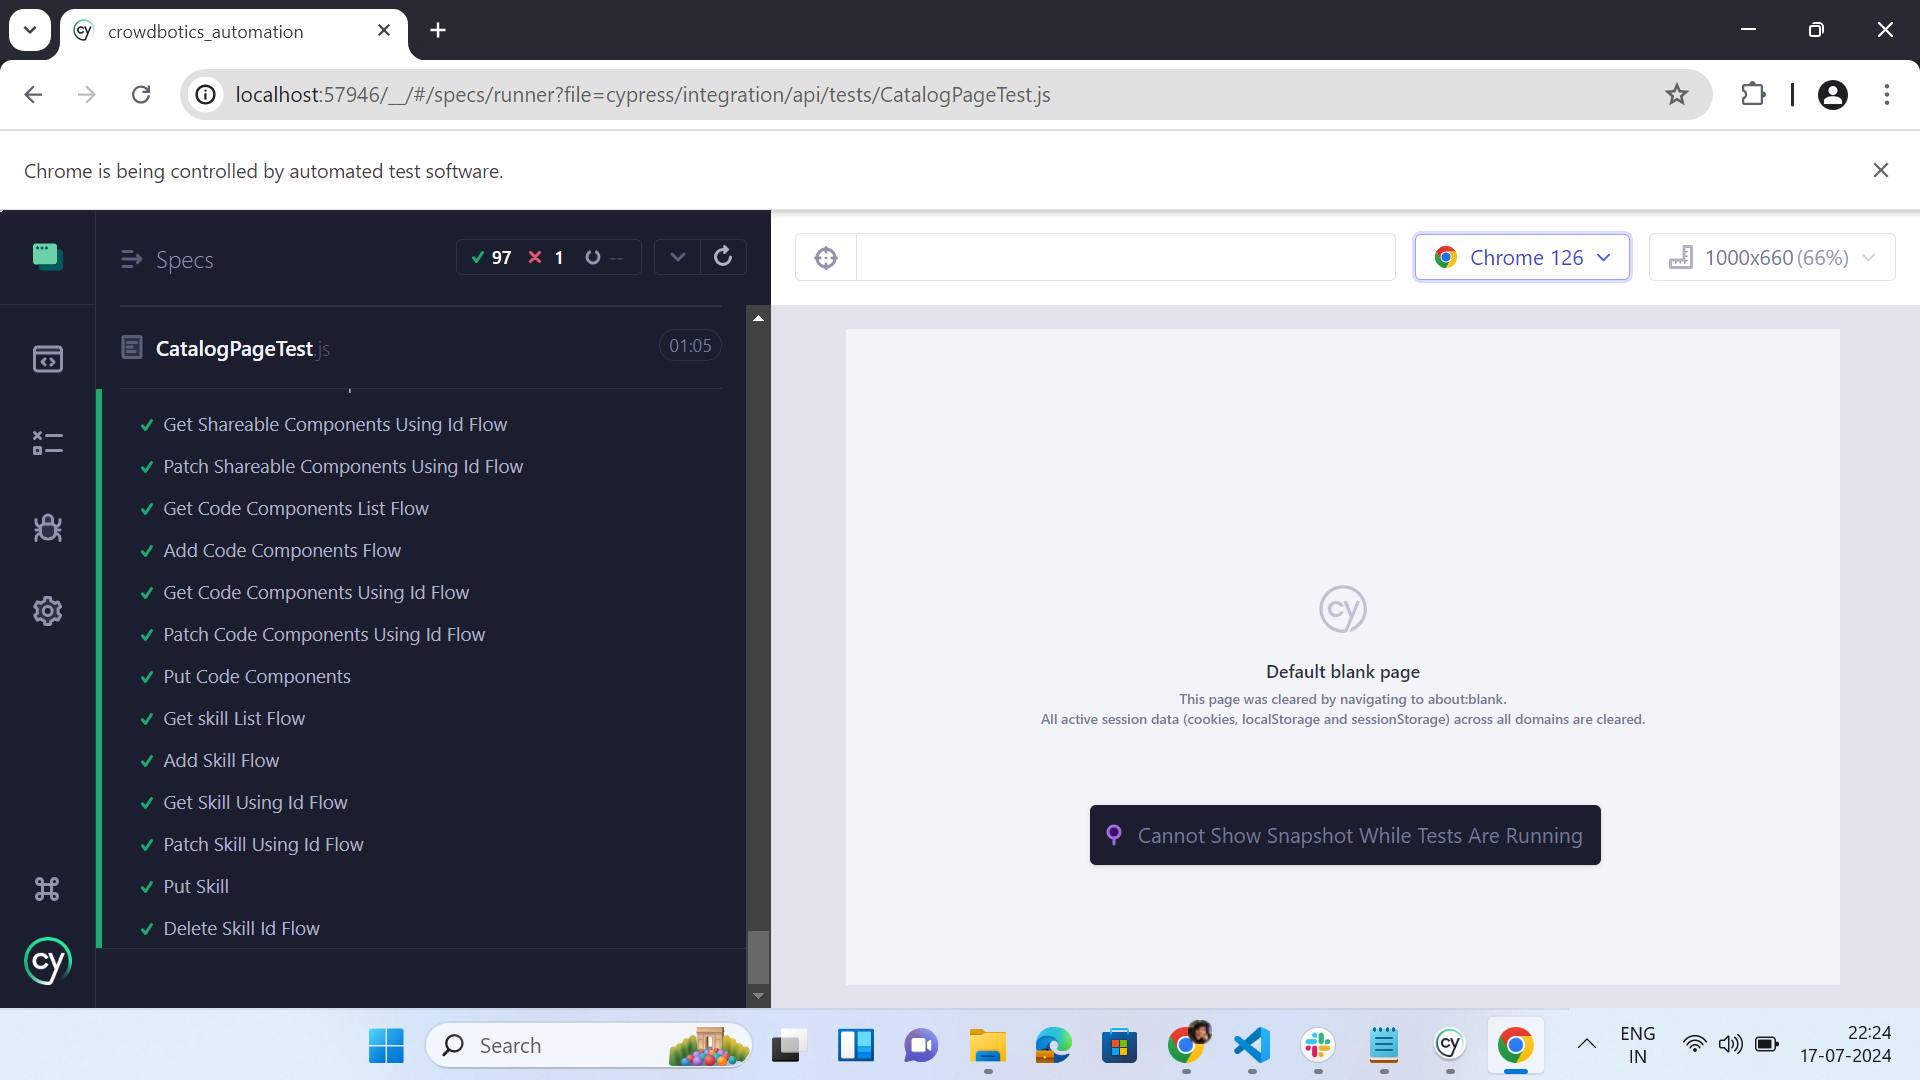 cy crowdbotics_automation
localhost:57946/__/#/specs/runner?file=cypress/integration/api/tests/CatalogPageTest.js
Chrome is being controlled by automated test software.
Specs
97 1 --
Chrome 126
1000x660 (66%)
CatalogPageTest.js
01:05
Get Shareable Components Using Id Flow
Patch Shareable Components Using Id Flow
Get Code Components List Flow
Add Code Components Flow
Get Code Components Using Id Flow
Patch Code Components Using Id Flow
Put Code Components
Get skill List Flow
Add Skill Flow
Get Skill Using Id Flow
Patch Skill Using Id Flow
Put Skill
Delete Skill Id Flow
cy
cy
Default blank page
This page was cleared by navigating to about:blank.
All active session data (cookies, localStorage and sessionStorage) across all domains are cleared.
Cannot Show Snapshot While Tests Are Running
Search
cy
ENG
IN
22:24
17-07-2024